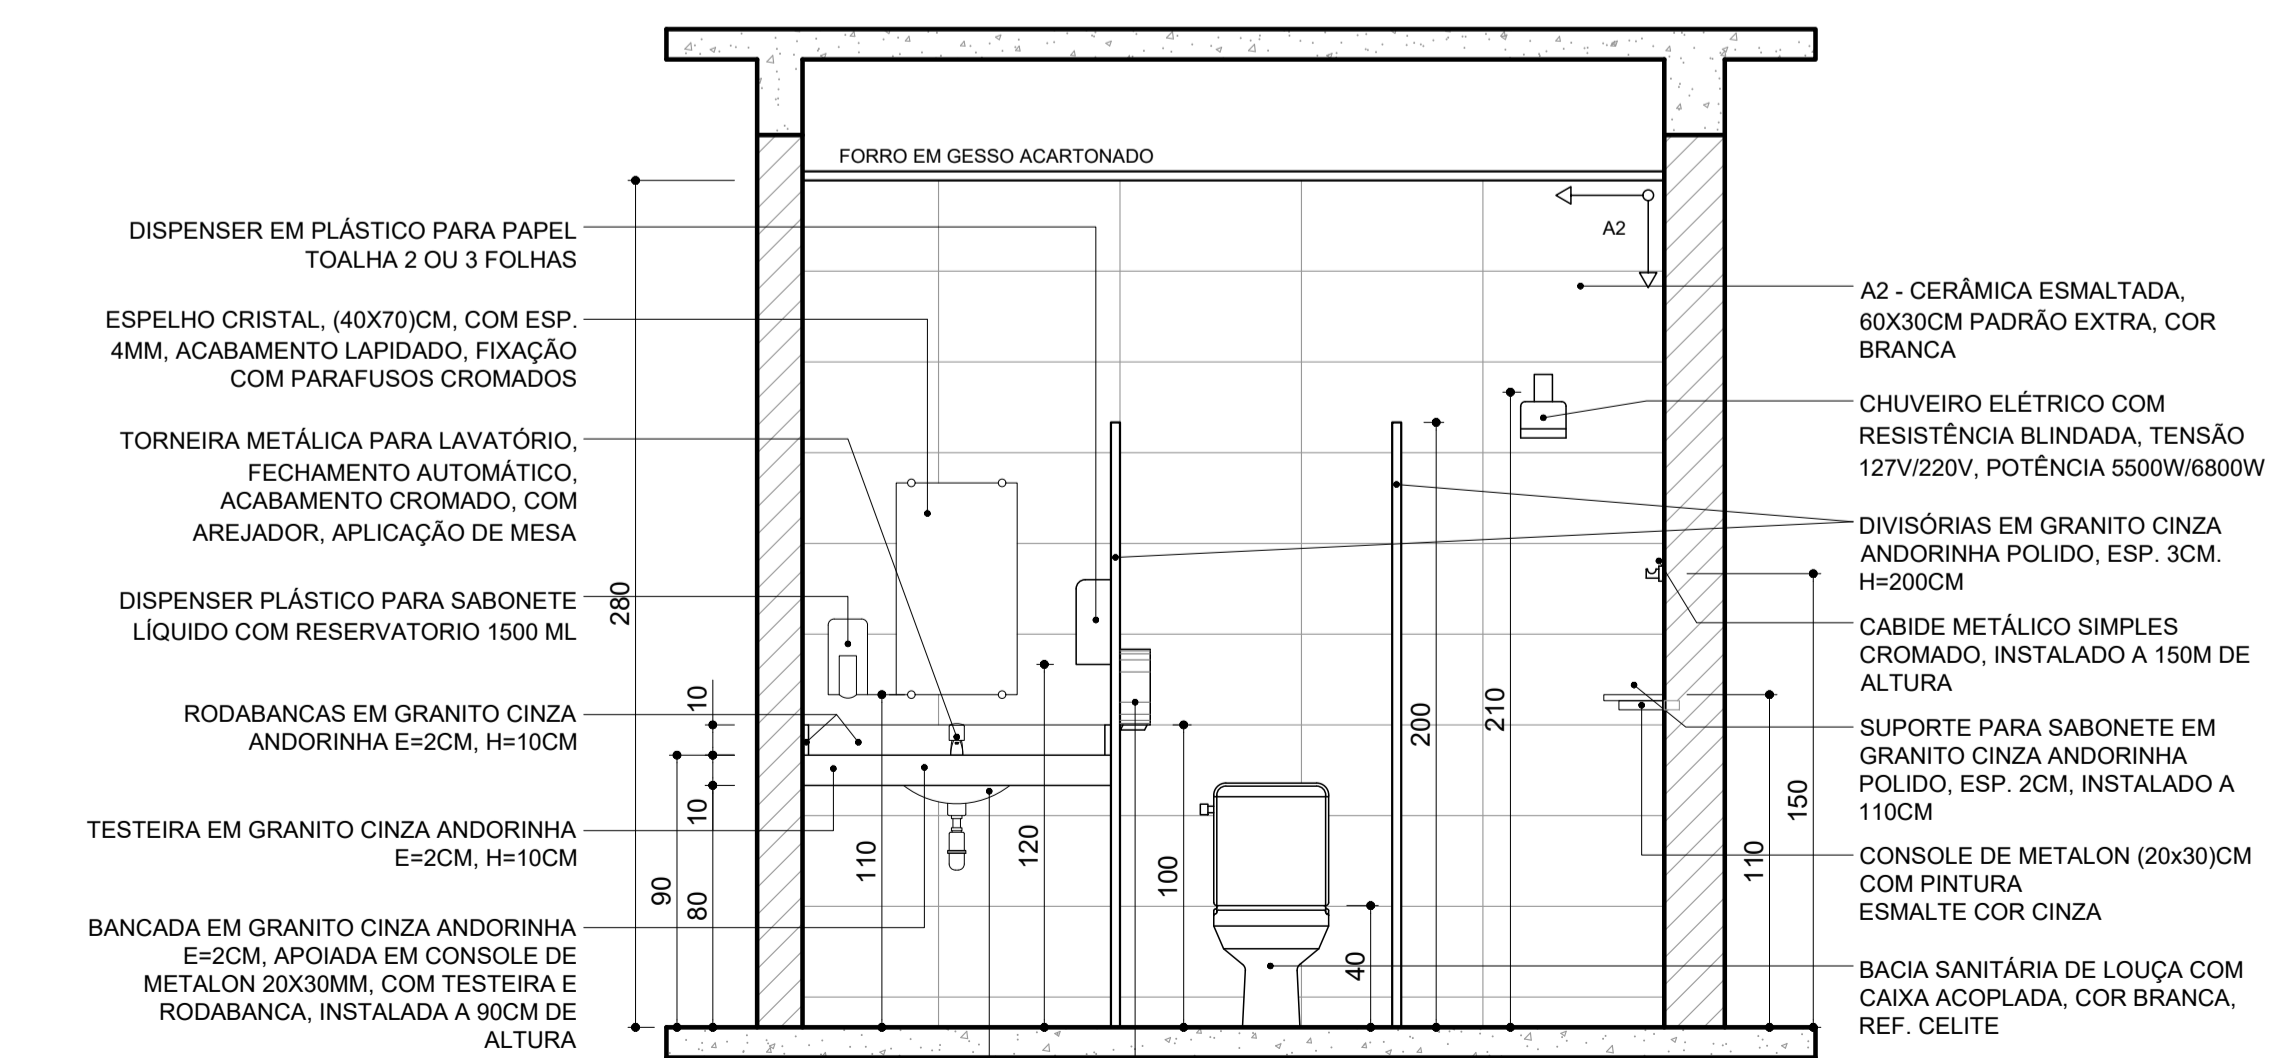 FORRO EM GESSO ACARTONADO
DISPENSER EM PLÁSTICO PARA PAPEL
TOALHA 2 OU 3 FOLHAS
ESPELHO CRISTAL, (40X70)CM, COM ESP.
4MM, ACABAMENTO LAPIDADO, FIXAÇÃO
COM PARAFUSOS CROMADOS
TORNEIRA METÁLICA PARA LAVATÓRIO,
FECHAMENTO AUTOMÁTICO,
ACABAMENTO CROMADO, COM
AREJADOR, APLICAÇÃO DE MESA
DISPENSER PLÁSTICO PARA SABONETE
LÍQUIDO COM RESERVATORIO 1500 ML
RODABANCAS EM GRANITO CINZA
ANDORINHA E=2CM, H=10CM
TESTEIRA EM GRANITO CINZA ANDORINHA
E=2CM, H=10CM
BANCADA EM GRANITO CINZA ANDORINHA
E=2CM, APOIADA EM CONSOLE DE
METALON 20X30MM, COM TESTEIRA E
RODABANCA, INSTALADA A 90CM DE
ALTURA
280
10
10
90
80
110
120
100
40
200
210
110
150
A2
A2 - CERÂMICA ESMALTADA,
60X30CM PADRÃO EXTRA, COR
BRANCA
CHUVEIRO ELÉTRICO COM
RESISTÊNCIA BLINDADA, TENSÃO
127V/220V, POTÊNCIA 5500W/6800W
DIVISÓRIAS EM GRANITO CINZA
ANDORINHA POLIDO, ESP. 3CM.
H=200CM
CABIDE METÁLICO SIMPLES
CROMADO, INSTALADO A 150M DE
ALTURA
SUPORTE PARA SABONETE EM
GRANITO CINZA ANDORINHA
POLIDO, ESP. 2CM, INSTALADO A
110CM
CONSOLE DE METALON (20x30)CM
COM PINTURA
ESMALTE COR CINZA
BACIA SANITÁRIA DE LOUÇA COM
CAIXA ACOPLADA, COR BRANCA,
REF. CELITE